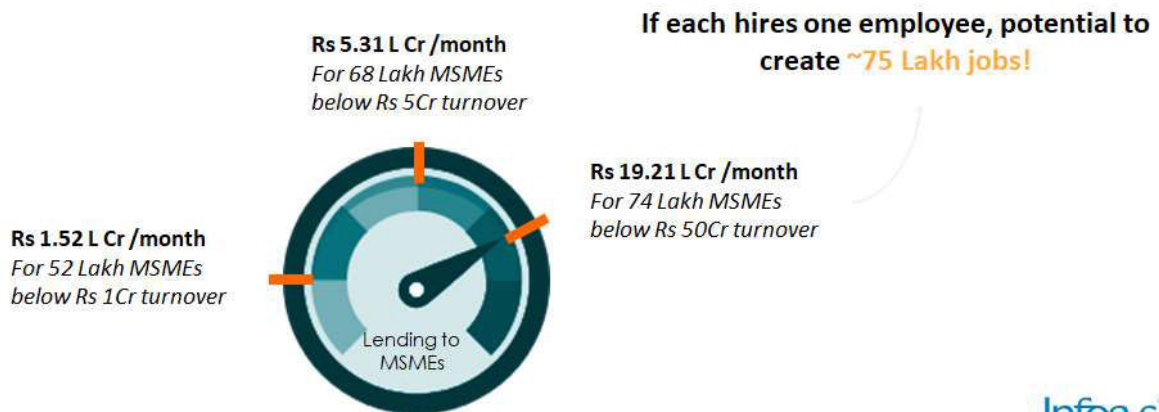 If each hires one employee, potential to
create ~75 Lakh jobs!
Rs 5.31 L Cr /month
For 68 Lakh MSMEs
below Rs 5Cr turnover
Rs 19.21 L Cr /month
For 74 Lakh MSMEs
below Rs 50Cr turnover
Rs 1.52 L Cr /month
For 52 Lakh MSMEs
below Rs 1Cr turnover
Lending to
MSMEs